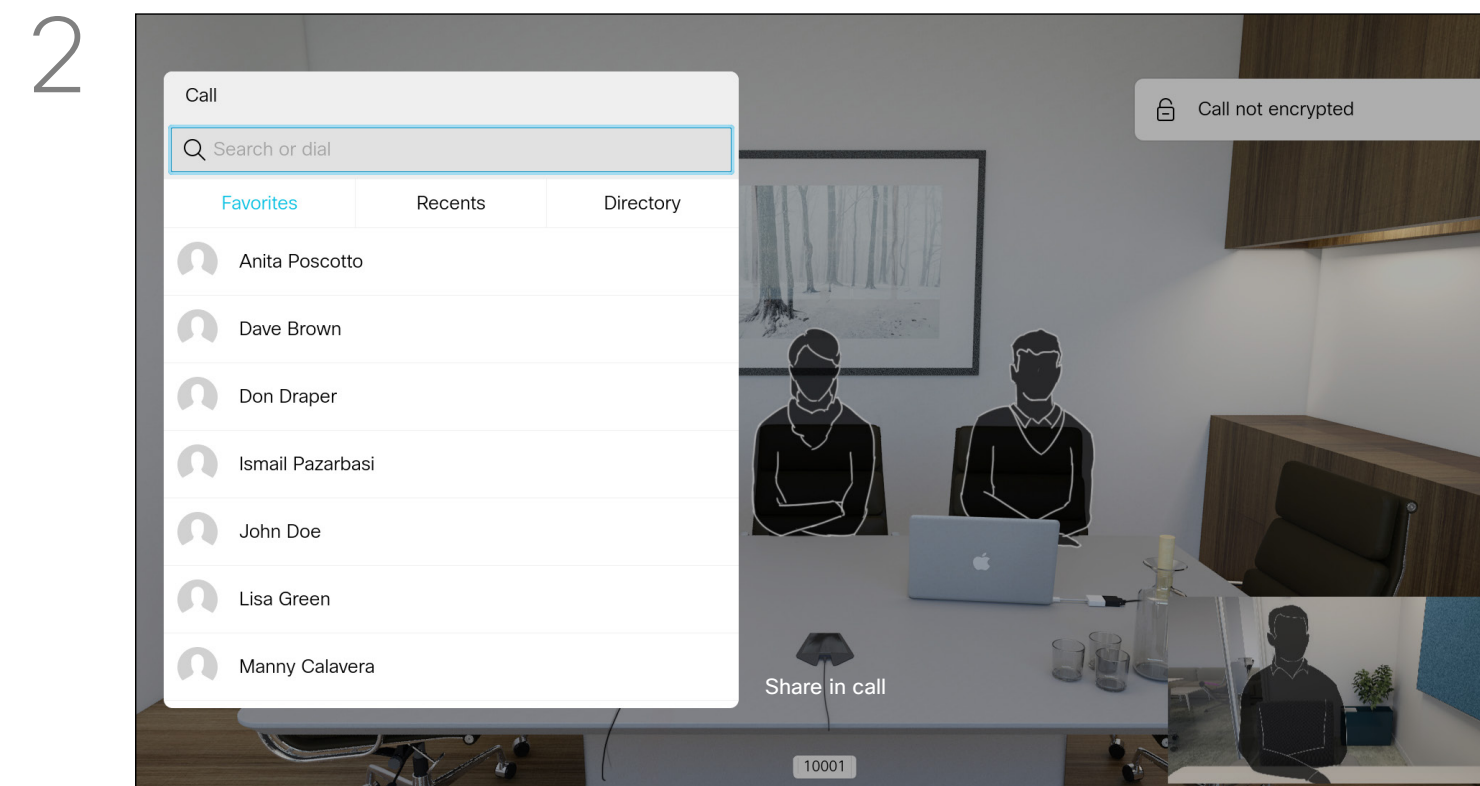 2
Call
Call not encrypted
Search or dial
Favorites Recents Directory
Anita Poscotto
Dave Brown
Don Draper
Ismail Pazarbasi
John Doe
Lisa Green
Manny Calavera
Share in call
10001